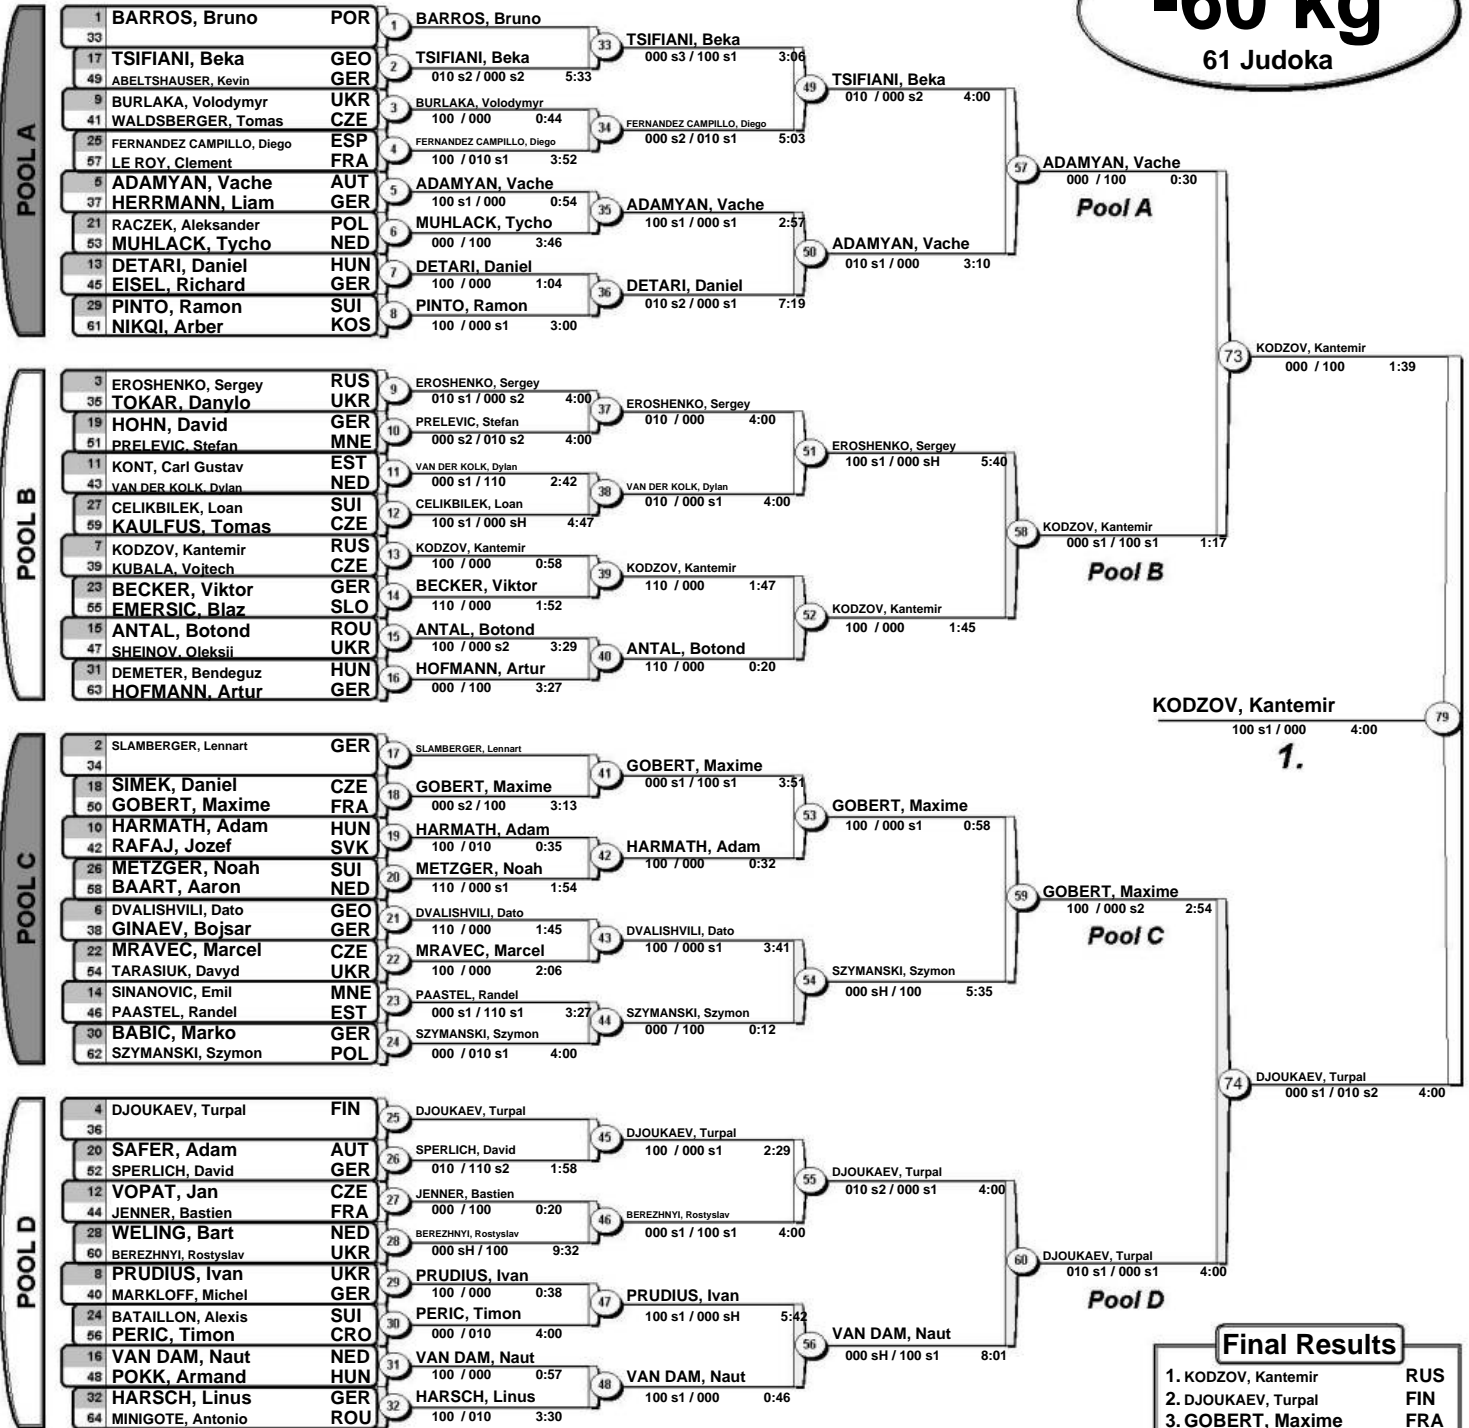 -60 kg
61 Judoka
POOL A
1 BARROS, Bruno POR
33
17 TSIFIANI, Beka GEO
49 ABELTSHAUSER, Kevin GER
9 BURLAKA, Volodymyr UKR
41 WALDSBERGER, Tomas CZE
25 FERNANDEZ CAMPILLO, Diego ESP
57 LE ROY, Clement FRA
5 ADAMYAN, Vache AUT
37 HERRMANN, Liam GER
21 RACZEK, Aleksander POL
53 MUHLACK, Tycho NED
13 DETARI, Daniel HUN
45 EISEL, Richard GER
29 PINTO, Ramon SUI
61 NIKQI, Arber KOS
1 BARROS, Bruno
2 TSIFIANI, Beka
010 s2 / 000 s2 5:33
3 BURLAKA, Volodymyr
100 / 000 0:44
4 FERNANDEZ CAMPILLO, Diego
100 / 010 s1 3:52
5 ADAMYAN, Vache
100 s1 / 000 0:54
6 MUHLACK, Tycho
000 / 100 3:46
7 DETARI, Daniel
100 / 000 1:04
8 PINTO, Ramon
100 / 000 s1 3:00
33 TSIFIANI, Beka
000 s3 / 100 s1 3:06
34 FERNANDEZ CAMPILLO, Diego
000 s2 / 010 s1 5:03
35 ADAMYAN, Vache
100 s1 / 000 s1 2:57
36 DETARI, Daniel
010 s2 / 000 s1 7:19
49 TSIFIANI, Beka
010 / 000 s2 4:00
50 ADAMYAN, Vache
010 s1 / 000 3:10
57 ADAMYAN, Vache
000 / 100 0:30
Pool A
POOL B
3 EROSHENKO, Sergey RUS
35 TOKAR, Danylo UKR
19 HOHN, David GER
51 PRELEVIC, Stefan MNE
11 KONT, Carl Gustav EST
43 VAN DER KOLK, Dylan NED
27 CELIKBILEK, Loan SUI
59 KAULFUS, Tomas CZE
7 KODZOV, Kantemir RUS
39 KUBALA, Vojtech CZE
23 BECKER, Viktor GER
55 EMERSIC, Blaz SLO
15 ANTAL, Botond ROU
47 SHEINOV, Oleksii UKR
31 DEMETER, Bendeguz HUN
63 HOFMANN, Artur GER
9 EROSHENKO, Sergey
010 s1 / 000 s2 4:00
10 PRELEVIC, Stefan
000 s2 / 010 s2 4:00
11 VAN DER KOLK, Dylan
000 s1 / 110 2:42
12 CELIKBILEK, Loan
100 s1 / 000 sH 4:47
13 KODZOV, Kantemir
100 / 000 0:58
14 BECKER, Viktor
110 / 000 1:52
15 ANTAL, Botond
100 / 000 s2 3:29
16 HOFMANN, Artur
000 / 100 3:27
37 EROSHENKO, Sergey
010 / 000 4:00
38 VAN DER KOLK, Dylan
010 / 000 s1 4:00
39 KODZOV, Kantemir
110 / 000 1:47
40 ANTAL, Botond
110 / 000 0:20
51 EROSHENKO, Sergey
100 s1 / 000 sH 5:40
52 KODZOV, Kantemir
100 / 000 1:45
58 KODZOV, Kantemir
000 s1 / 100 s1 1:17
Pool B
73 KODZOV, Kantemir
000 / 100 1:39
KODZOV, Kantemir 79
100 s1 / 000 4:00
1.
POOL C
2 SLAMBERGER, Lennart GER
34
18 SIMEK, Daniel CZE
50 GOBERT, Maxime FRA
10 HARMATH, Adam HUN
42 RAFAJ, Jozef SVK
26 METZGER, Noah SUI
58 BAART, Aaron NED
6 DVALISHVILI, Dato GEO
38 GINAEV, Bojsar GER
22 MRAVEC, Marcel CZE
54 TARASIUK, Davyd UKR
14 SINANOVIC, Emil MNE
46 PAASTEL, Randel EST
30 BABIC, Marko GER
62 SZYMANSKI, Szymon POL
17 SLAMBERGER, Lennart
18 GOBERT, Maxime
000 s2 / 100 3:13
19 HARMATH, Adam
100 / 010 0:35
20 METZGER, Noah
110 / 000 s1 1:54
21 DVALISHVILI, Dato
110 / 000 1:45
22 MRAVEC, Marcel
100 / 000 2:06
23 PAASTEL, Randel
000 s1 / 110 s1 3:27
24 SZYMANSKI, Szymon
000 / 010 s1 4:00
41 GOBERT, Maxime
000 s1 / 100 s1 3:51
42 HARMATH, Adam
100 / 000 0:32
43 DVALISHVILI, Dato
100 / 000 s1 3:41
44 SZYMANSKI, Szymon
000 / 100 0:12
53 GOBERT, Maxime
100 / 000 s1 0:58
54 SZYMANSKI, Szymon
000 sH / 100 5:35
59 GOBERT, Maxime
100 / 000 s2 2:54
Pool C
POOL D
4 DJOUKAEV, Turpal FIN
36
20 SAFER, Adam AUT
52 SPERLICH, David GER
12 VOPAT, Jan CZE
44 JENNER, Bastien FRA
28 WELING, Bart NED
60 BEREZHNYI, Rostyslav UKR
8 PRUDIUS, Ivan UKR
40 MARKLOFF, Michel GER
24 BATAILLON, Alexis SUI
56 PERIC, Timon CRO
16 VAN DAM, Naut NED
48 POKK, Armand HUN
32 HARSCH, Linus GER
64 MINIGOTE, Antonio ROU
25 DJOUKAEV, Turpal
26 SPERLICH, David
010 / 110 s2 1:58
27 JENNER, Bastien
000 / 100 0:20
28 BEREZHNYI, Rostyslav
000 sH / 100 9:32
29 PRUDIUS, Ivan
100 / 000 0:38
30 PERIC, Timon
000 / 010 4:00
31 VAN DAM, Naut
100 / 000 0:57
32 HARSCH, Linus
100 / 010 3:30
45 DJOUKAEV, Turpal
100 / 000 s1 2:29
46 BEREZHNYI, Rostyslav
000 s1 / 100 s1 4:00
47 PRUDIUS, Ivan
100 s1 / 000 sH 5:42
48 VAN DAM, Naut
100 s1 / 000 0:46
55 DJOUKAEV, Turpal
010 s2 / 000 s1 4:00
56 VAN DAM, Naut
000 sH / 100 s1 8:01
60 DJOUKAEV, Turpal
010 s1 / 000 s1 4:00
Pool D
74 DJOUKAEV, Turpal
000 s1 / 010 s2 4:00
Final Results
1. KODZOV, Kantemir RUS
2. DJOUKAEV, Turpal FIN
3. GOBERT, Maxime FRA